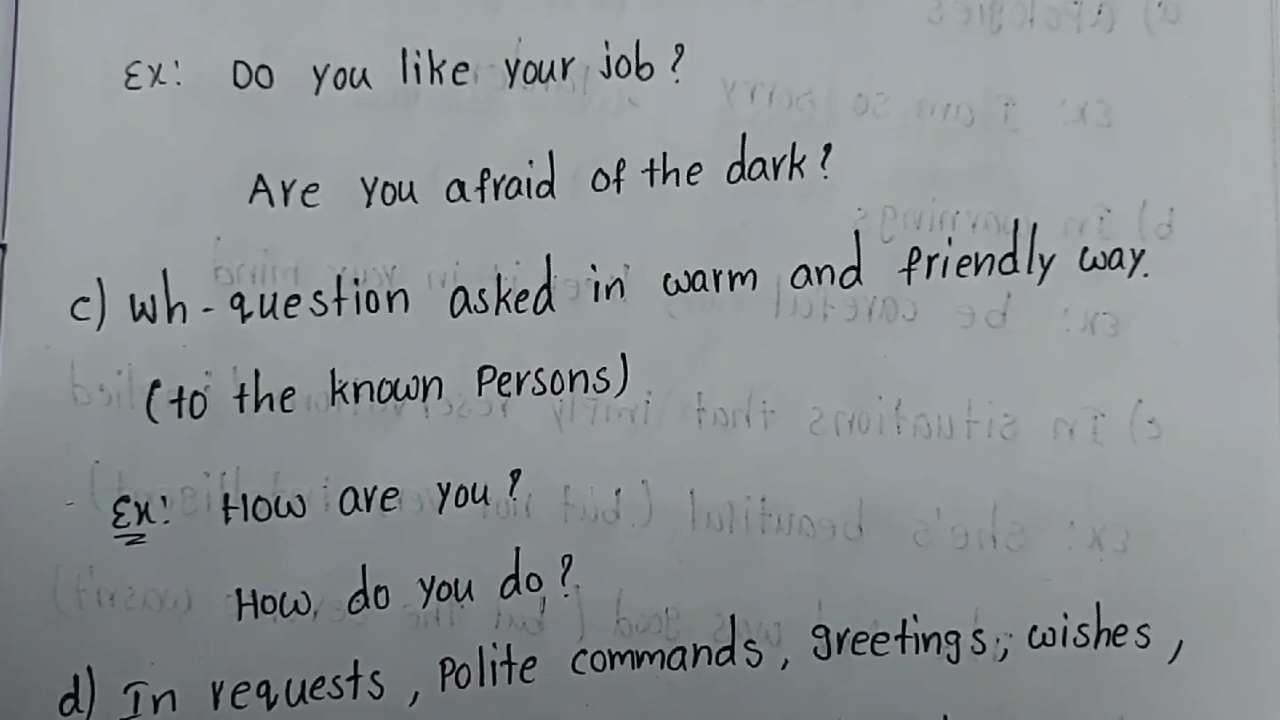 Ex: Do you like your job?
Are you afraid of the dark?
c) wh-question asked in warm and friendly way.
(to the known persons)
Ex: How are you?
How do you do?
d) In requests, polite commands, greetings, wishes,